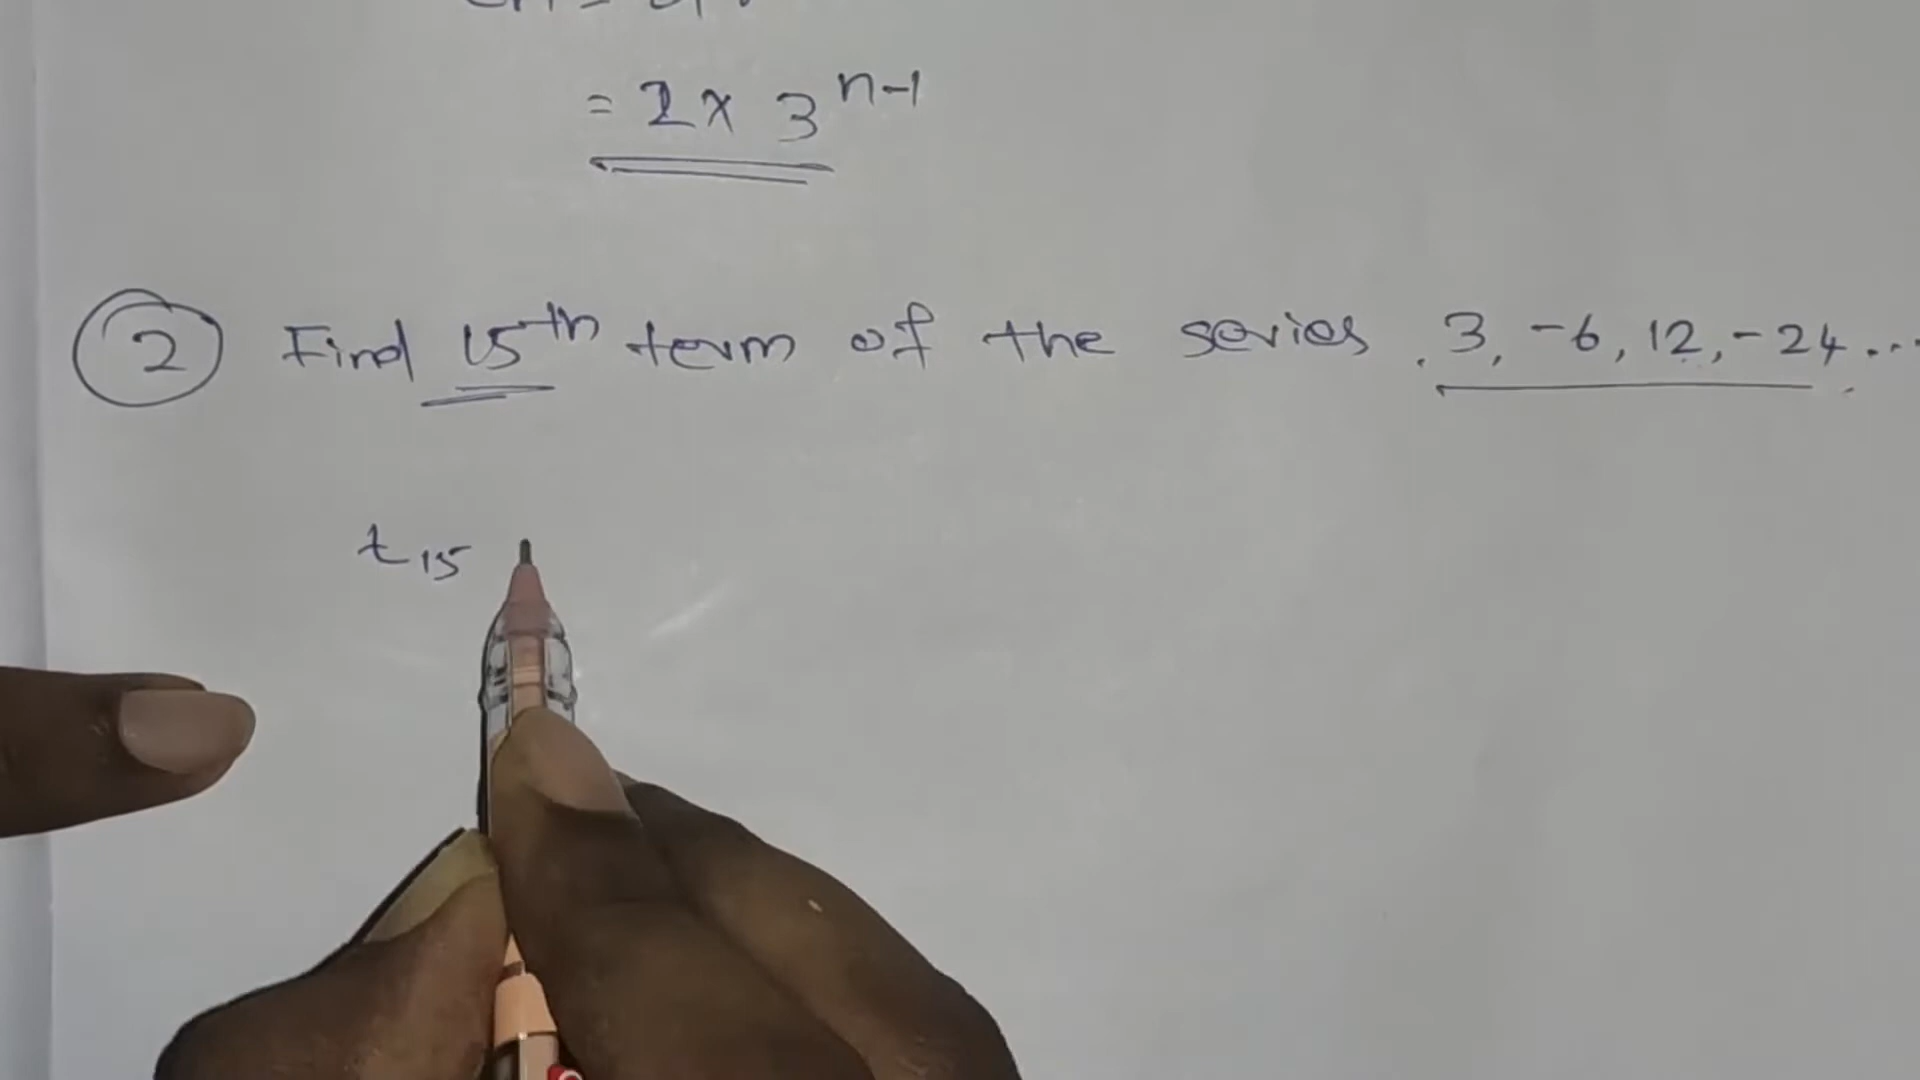 = 2 x 3^{n-1}
2 Find 15th term of the series 3, -6, 12, -24...
t₁₅